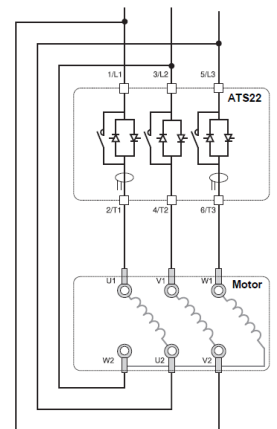 1/L1 3/L2 5/L3
ATS22
2/T1 4/T2 6/T3
U1 V1 W1
Motor
W2 U2 V2